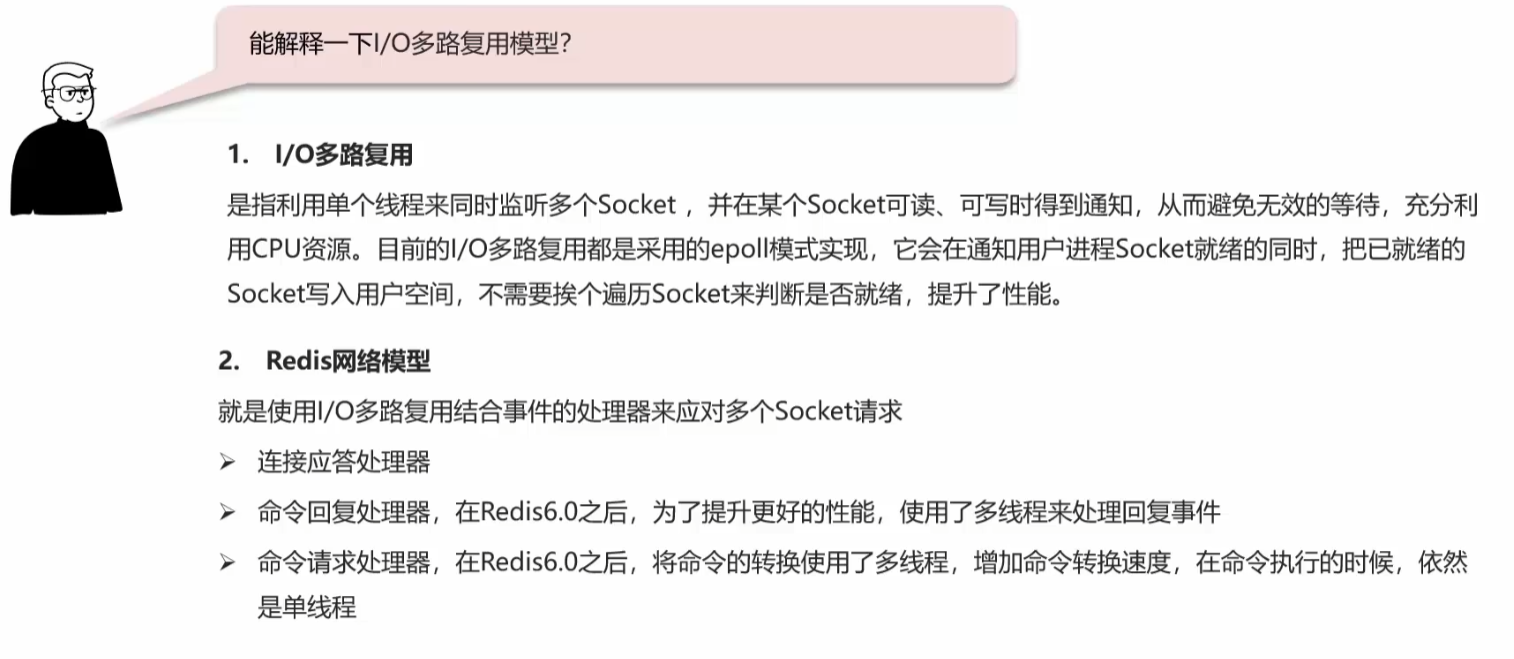 能解释一下I/O多路复用模型?
1. I/O多路复用
是指利用单个线程来同时监听多个Socket ，并在某个Socket可读、可写时得到通知，从而避免无效的等待，充分利
用CPU资源。目前的I/O多路复用都是采用的epoll模式实现，它会在通知用户进程Socket就绪的同时，把已就绪的
Socket写入用户空间，不需要挨个遍历Socket来判断是否就绪，提升了性能。
2. Redis网络模型
就是使用I/O多路复用结合事件的处理器来应对多个Socket请求
➢ 连接应答处理器
➢ 命令回复处理器，在Redis6.0之后，为了提升更好的性能，使用了多线程来处理回复事件
➢ 命令请求处理器，在Redis6.0之后，将命令的转换使用了多线程，增加命令转换速度，在命令执行的时候，依然
是单线程